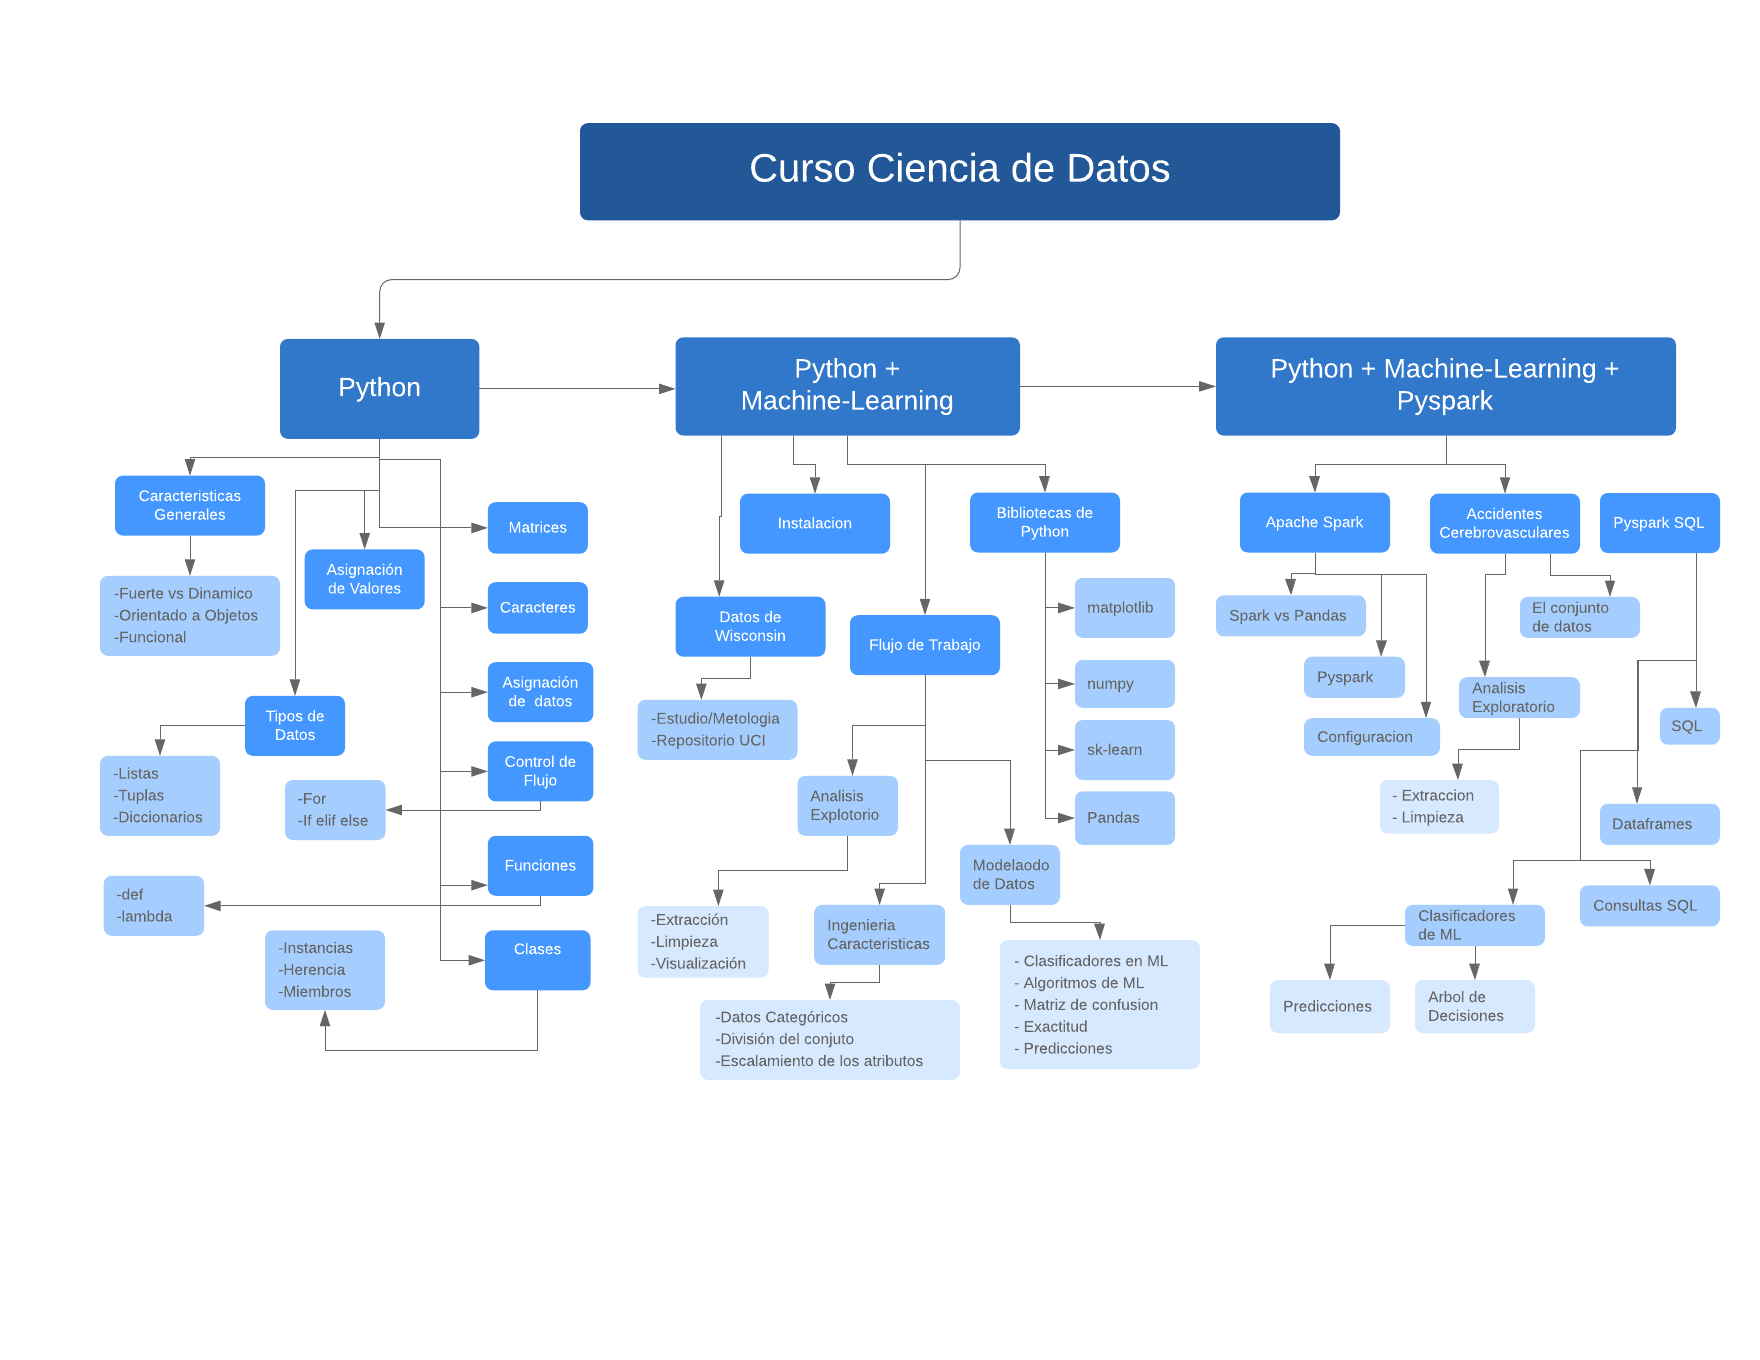 Curso Ciencia de Datos
Python
Python +
Machine-Learning
Python + Machine-Learning +
Pyspark
Caracteristicas
Generales
-Fuerte vs Dinamico
-Orientado a Objetos
-Funcional
Asignación
de Valores
Tipos de
Datos
-Listas
-Tuplas
-Diccionarios
Matrices
Caracteres
Asignación
de  datos
Control de
Flujo
-For
-If elif else
Funciones
-def
-lambda
Clases
-Instancias
-Herencia
-Miembros
Datos de
Wisconsin
-Estudio/Metologia
-Repositorio UCI
Instalacion
Flujo de Trabajo
Analisis
Explotorio
-Extracción
-Limpieza
-Visualización
Ingenieria
Caracteristicas
-Datos Categóricos
-División del conjuto
-Escalamiento de los atributos
Modelaodo
de Datos
- Clasificadores en ML
- Algoritmos de ML
- Matriz de confusion
- Exactitud
- Predicciones
Bibliotecas de
Python
matplotlib
numpy
sk-learn
Pandas
Apache Spark
Spark vs Pandas
Pyspark
Configuracion
Accidentes
Cerebrovasculares
El conjunto
de datos
Analisis
Exploratorio
- Extraccion
- Limpieza
Pyspark SQL
SQL
Dataframes
Consultas SQL
Clasificadores
de ML
Predicciones
Arbol de
Decisiones